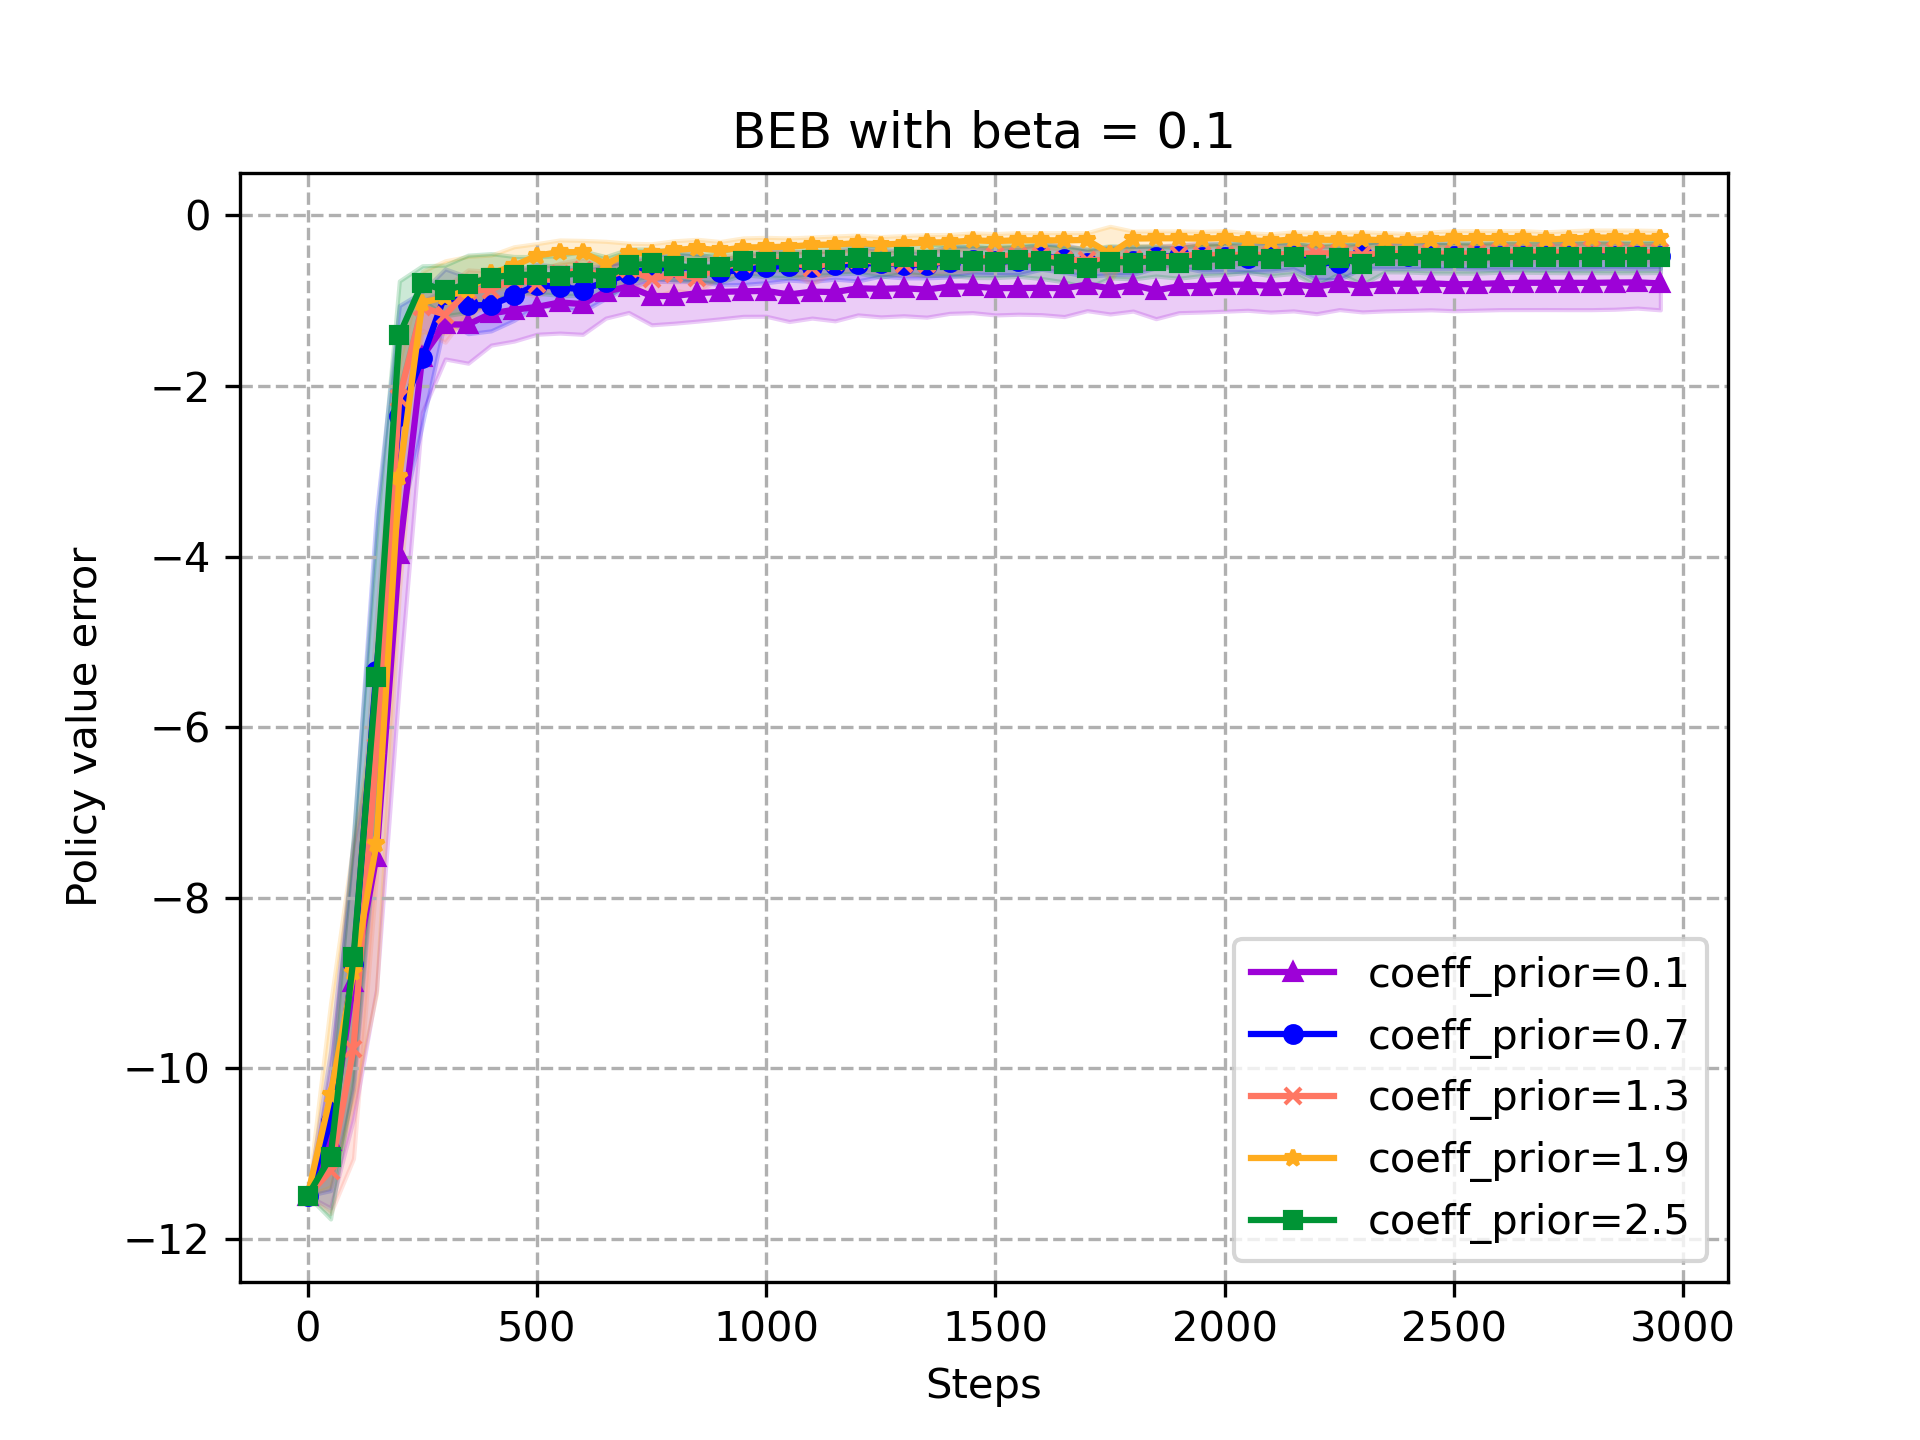 BEB with beta = 0.1
Policy value error
0
−2
−4
−6
−8
−10
−12
coeff_prior=0.1
coeff_prior=0.7
coeff_prior=1.3
coeff_prior=1.9
coeff_prior=2.5
0 500 1000 1500 2000 2500 3000
Steps